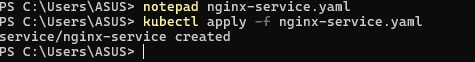 PS C:\Users\ASUS> notepad nginx-service.yaml
PS C:\Users\ASUS> kubectl apply -f nginx-service.yaml
service/nginx-service created
PS C:\Users\ASUS>